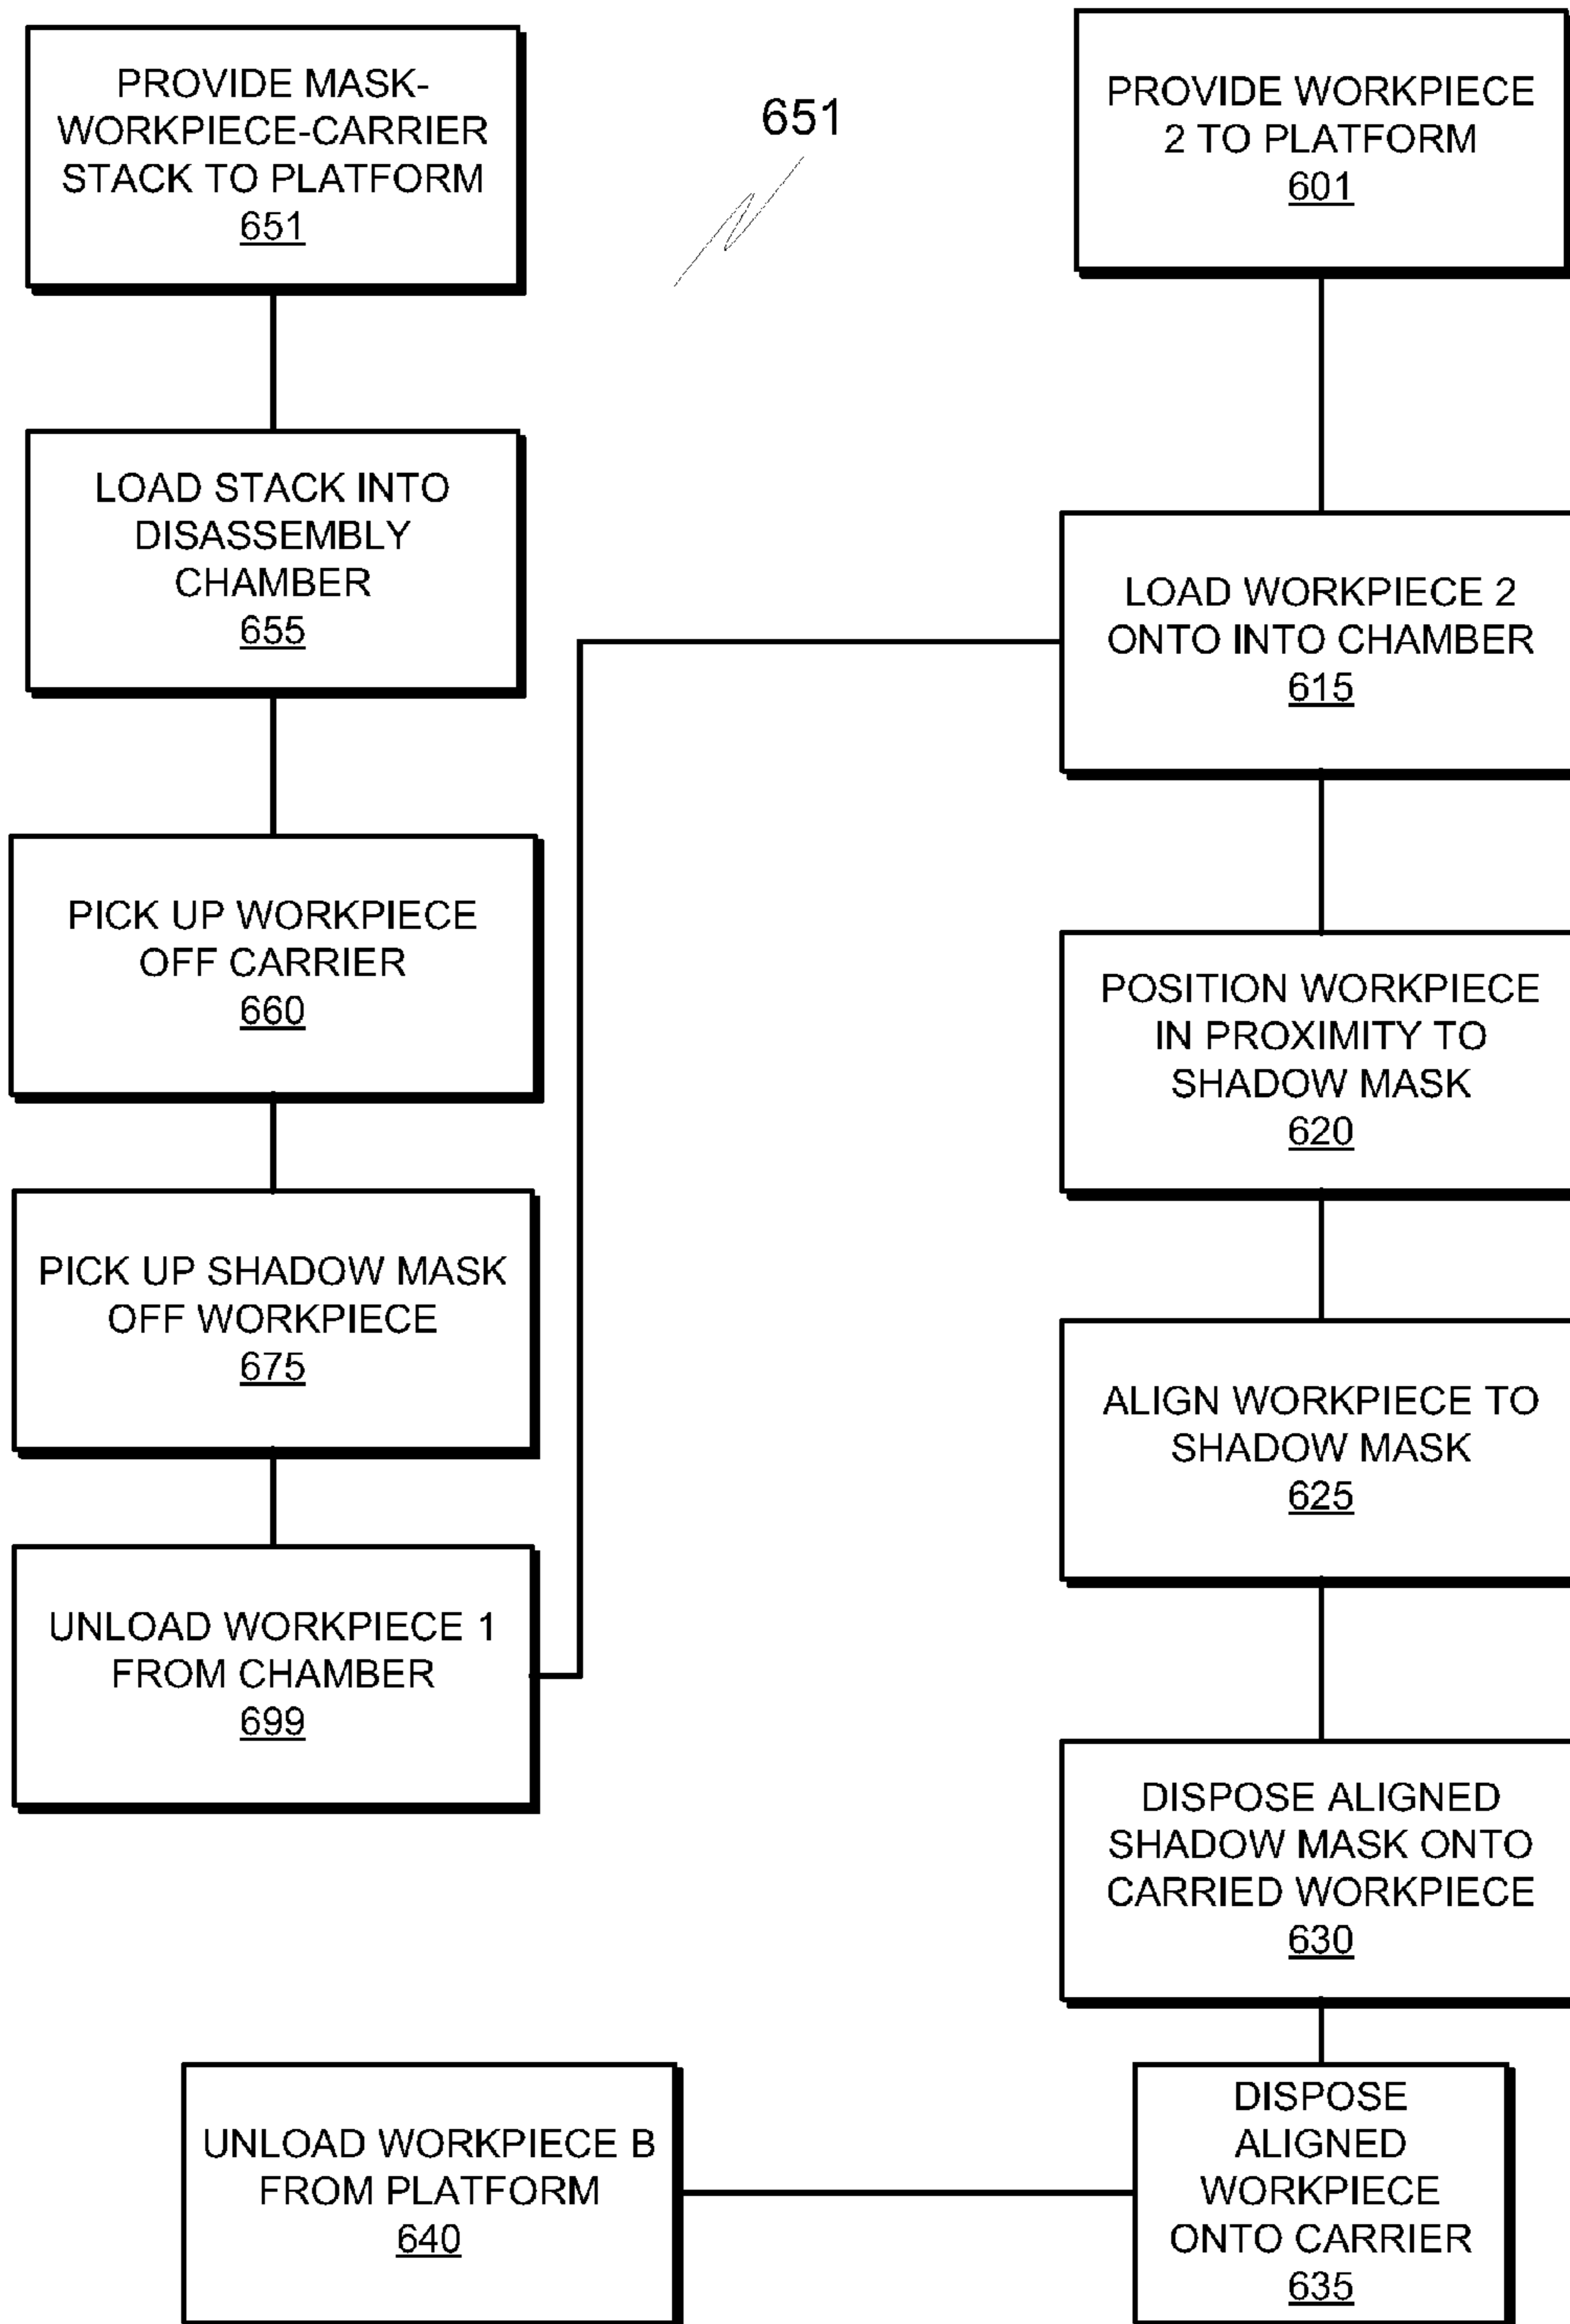 PROVIDE MASK-
WORKPIECE-CARRIER
STACK TO PLATFORM
651
LOAD STACK INTO
DISASSEMBLY
CHAMBER
655
PICK UP WORKPIECE
OFF CARRIER
660
PICK UP SHADOW MASK
OFF WORKPIECE
675
UNLOAD WORKPIECE 1
FROM CHAMBER
699
651
PROVIDE WORKPIECE
2 TO PLATFORM
601
LOAD WORKPIECE 2
ONTO INTO CHAMBER
615
POSITION WORKPIECE
IN PROXIMITY TO
SHADOW MASK
620
ALIGN WORKPIECE TO
SHADOW MASK
625
DISPOSE ALIGNED
SHADOW MASK ONTO
CARRIED WORKPIECE
630
DISPOSE
ALIGNED
WORKPIECE
ONTO CARRIER
635
UNLOAD WORKPIECE B
FROM PLATFORM
640